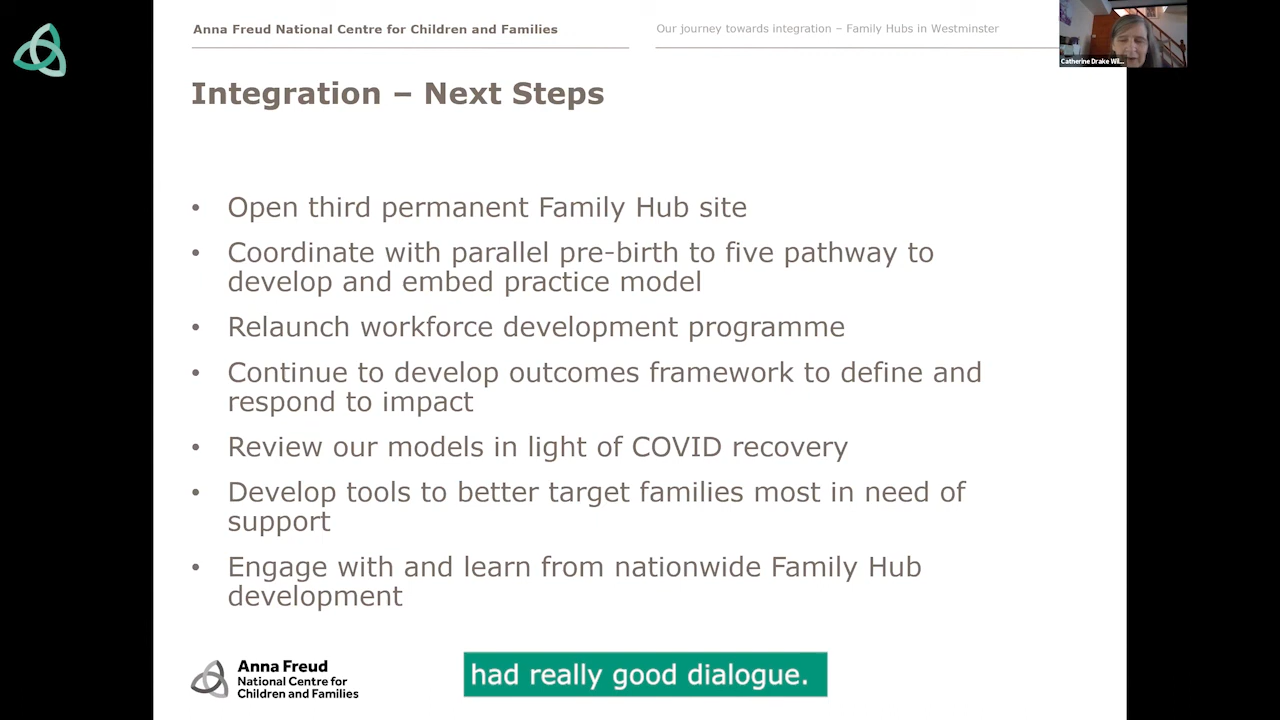 Anna Freud National Centre for Children and Families
Our journey towards integration – Family Hubs in Westminster
Catherine Drake Wil...
Integration – Next Steps
• Open third permanent Family Hub site
• Coordinate with parallel pre-birth to five pathway to
develop and embed practice model
• Relaunch workforce development programme
• Continue to develop outcomes framework to define and
respond to impact
• Review our models in light of COVID recovery
• Develop tools to better target families most in need of
support
• Engage with and learn from nationwide Family Hub
development
Anna Freud
National Centre for
Children and Families
had really good dialogue.